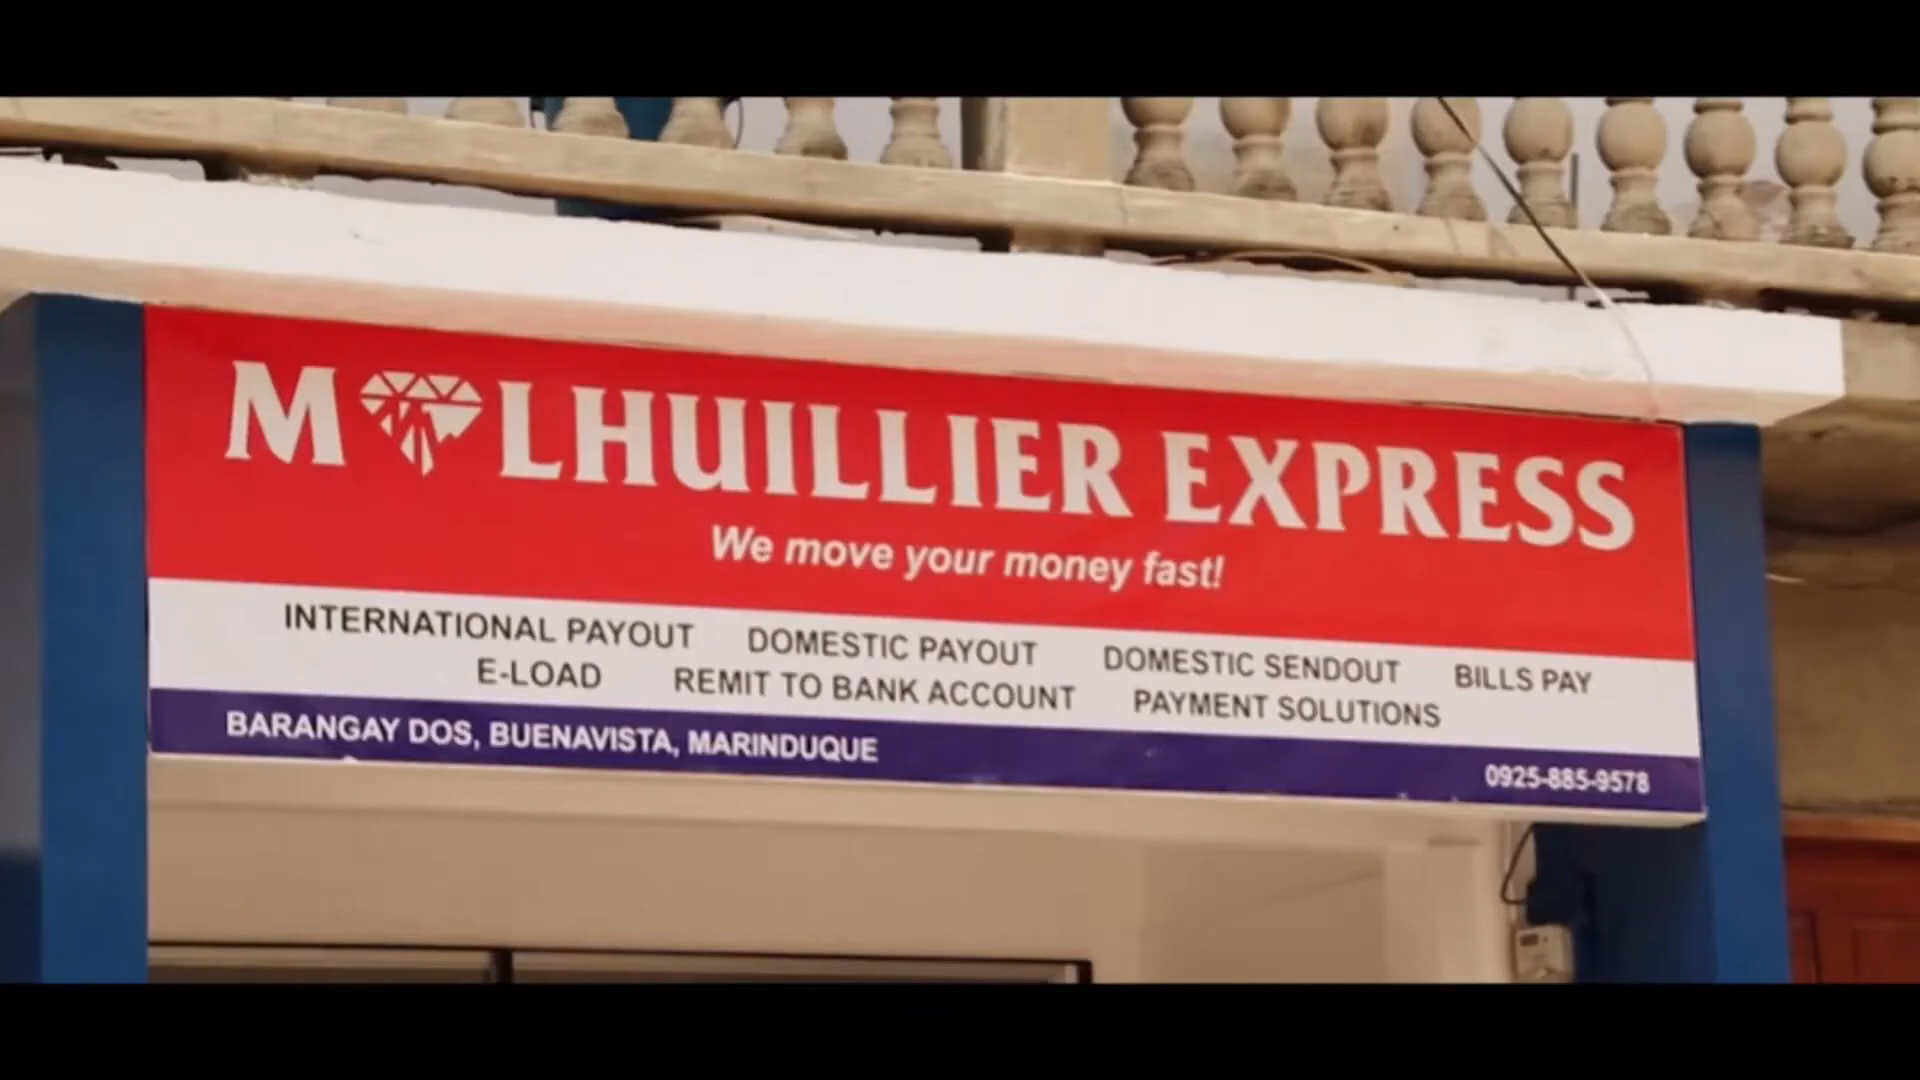 M LHUILLIER EXPRESS
We move your money fast!
INTERNATIONAL PAYOUT DOMESTIC PAYOUT DOMESTIC SENDOUT BILLS PAY
E-LOAD REMIT TO BANK ACCOUNT PAYMENT SOLUTIONS
BARANGAY DOS, BUENAVISTA, MARINDUQUE 0925-885-9578